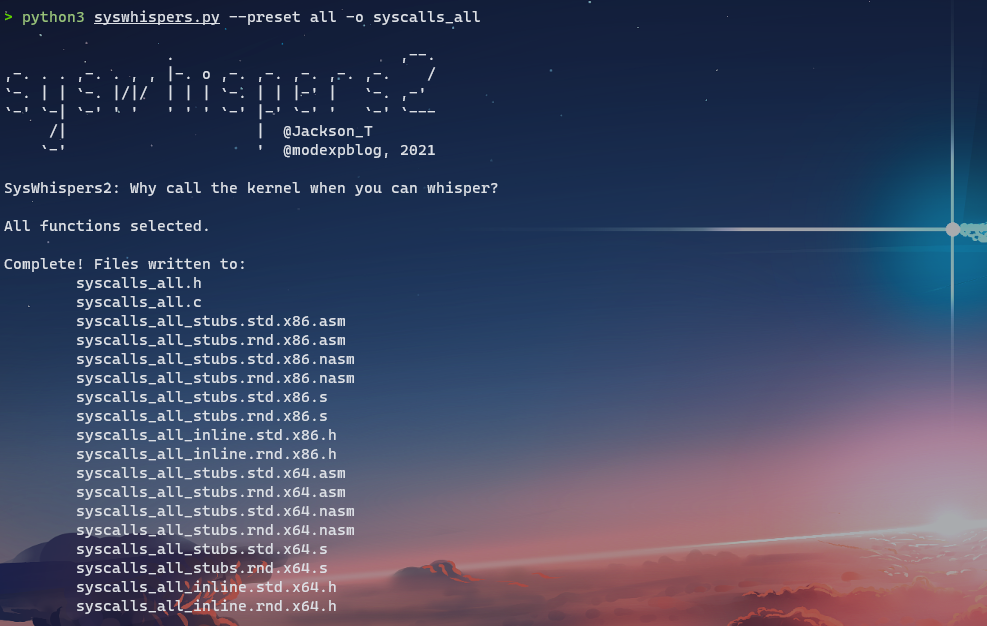 > python3 syswhispers.py --preset all -o syscalls_all
@Jackson_T
@modexpblog, 2021
SysWhispers2: Why call the kernel when you can whisper?
All functions selected.
Complete! Files written to:
syscalls_all.h
syscalls_all.c
syscalls_all_stubs.std.x86.asm
syscalls_all_stubs.rnd.x86.asm
syscalls_all_stubs.std.x86.nasm
syscalls_all_stubs.rnd.x86.nasm
syscalls_all_stubs.std.x86.s
syscalls_all_stubs.rnd.x86.s
syscalls_all_inline.std.x86.h
syscalls_all_inline.rnd.x86.h
syscalls_all_stubs.std.x64.asm
syscalls_all_stubs.rnd.x64.asm
syscalls_all_stubs.std.x64.nasm
syscalls_all_stubs.rnd.x64.nasm
syscalls_all_stubs.std.x64.s
syscalls_all_stubs.rnd.x64.s
syscalls_all_inline.std.x64.h
syscalls_all_inline.rnd.x64.h